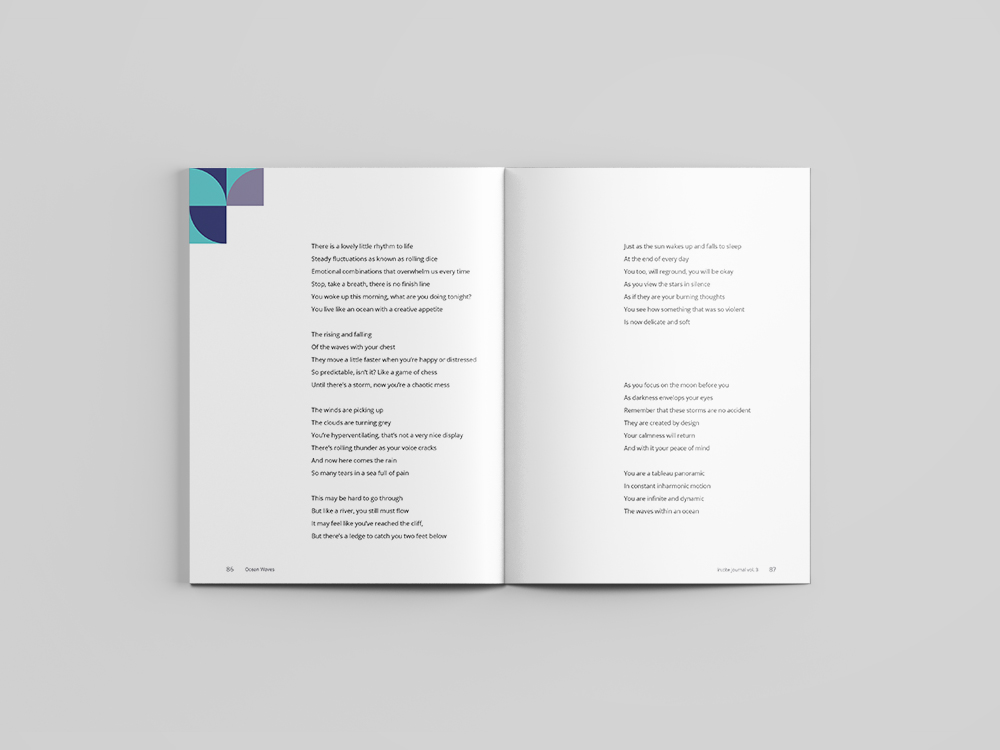 There is a lovely little rhythm to life
Steady fluctuations as known as rolling dice
Emotional combinations that overwhelm us every time
Stop, take a breath, there is no finish line
You woke up this morning, what are you doing tonight?
You live like an ocean with a creative appetite
The rising and falling
Of the waves with your chest
They move a little faster when you're happy or distressed
So predictable, isn't it? Like a game of chess
Until there's a storm, now you're a chaotic mess
The winds are picking up
The clouds are turning grey
You're hyperventilating, that's not a very nice display
There's rolling thunder as your voice cracks
And now here comes the rain
So many tears in a sea full of pain
This may be hard to go through
But like a river, you still must flow
It may feel like you've reached the cliff,
But there's a ledge to catch you two feet below
86 Ocean Waves
Just as the sun wakes up and falls to sleep
At the end of every day
You too, will reground, you will be okay
As you view the stars in silence
As if they are your burning thoughts
You see how something that was so violent
Is now delicate and soft
As you focus on the moon before you
As darkness envelops your eyes
Remember that these storms are no accident
They are created by design
Your calmness will return
And with it your peace of mind
You are a tableau panoramic
In constant inharmonic motion
You are infinite and dynamic
The waves within an ocean
In/cite journal vol. 3 87